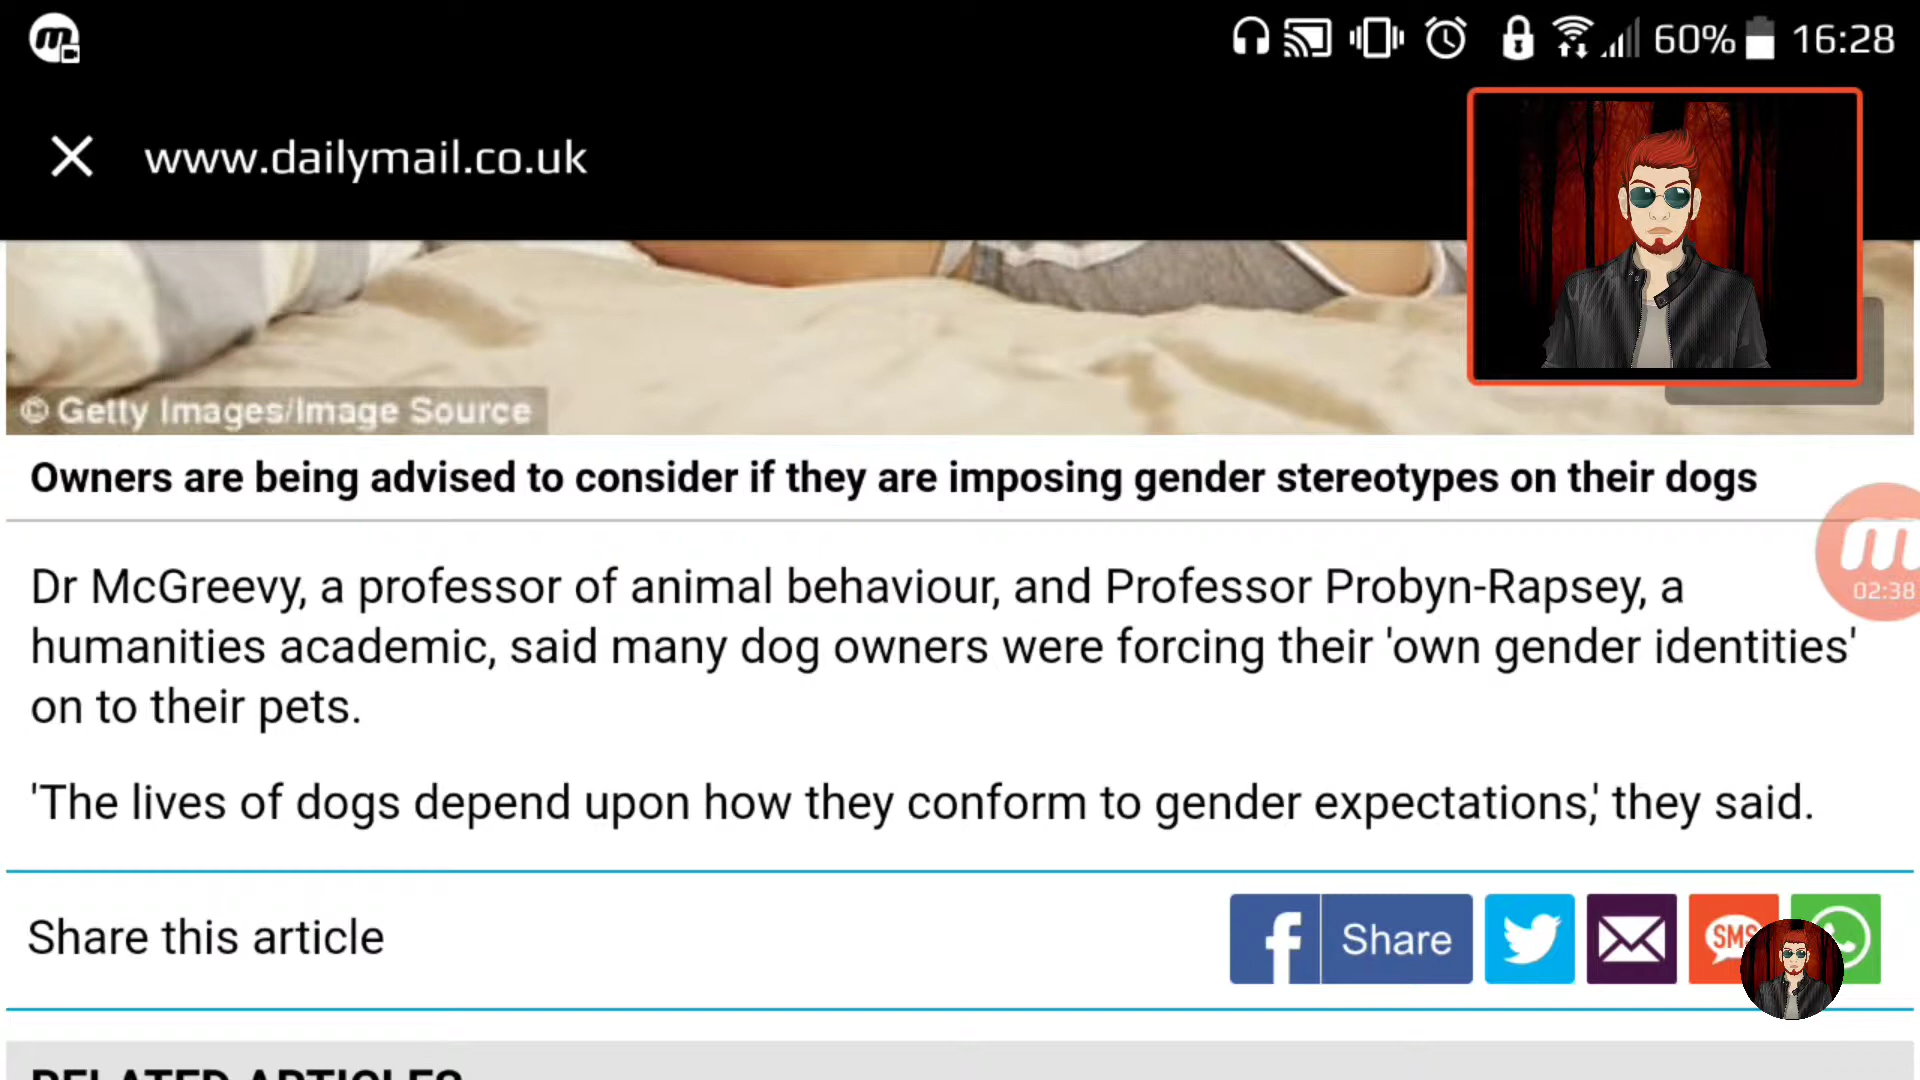 60% 16:28
www.dailymail.co.uk
© Getty Images/Image Source
Owners are being advised to consider if they are imposing gender stereotypes on their dogs
02:38
Dr McGreevy, a professor of animal behaviour, and Professor Probyn-Rapsey, a
humanities academic, said many dog owners were forcing their 'own gender identities'
on to their pets.
'The lives of dogs depend upon how they conform to gender expectations,' they said.
Share this article
Share
SMS
RELATED ARTICLES